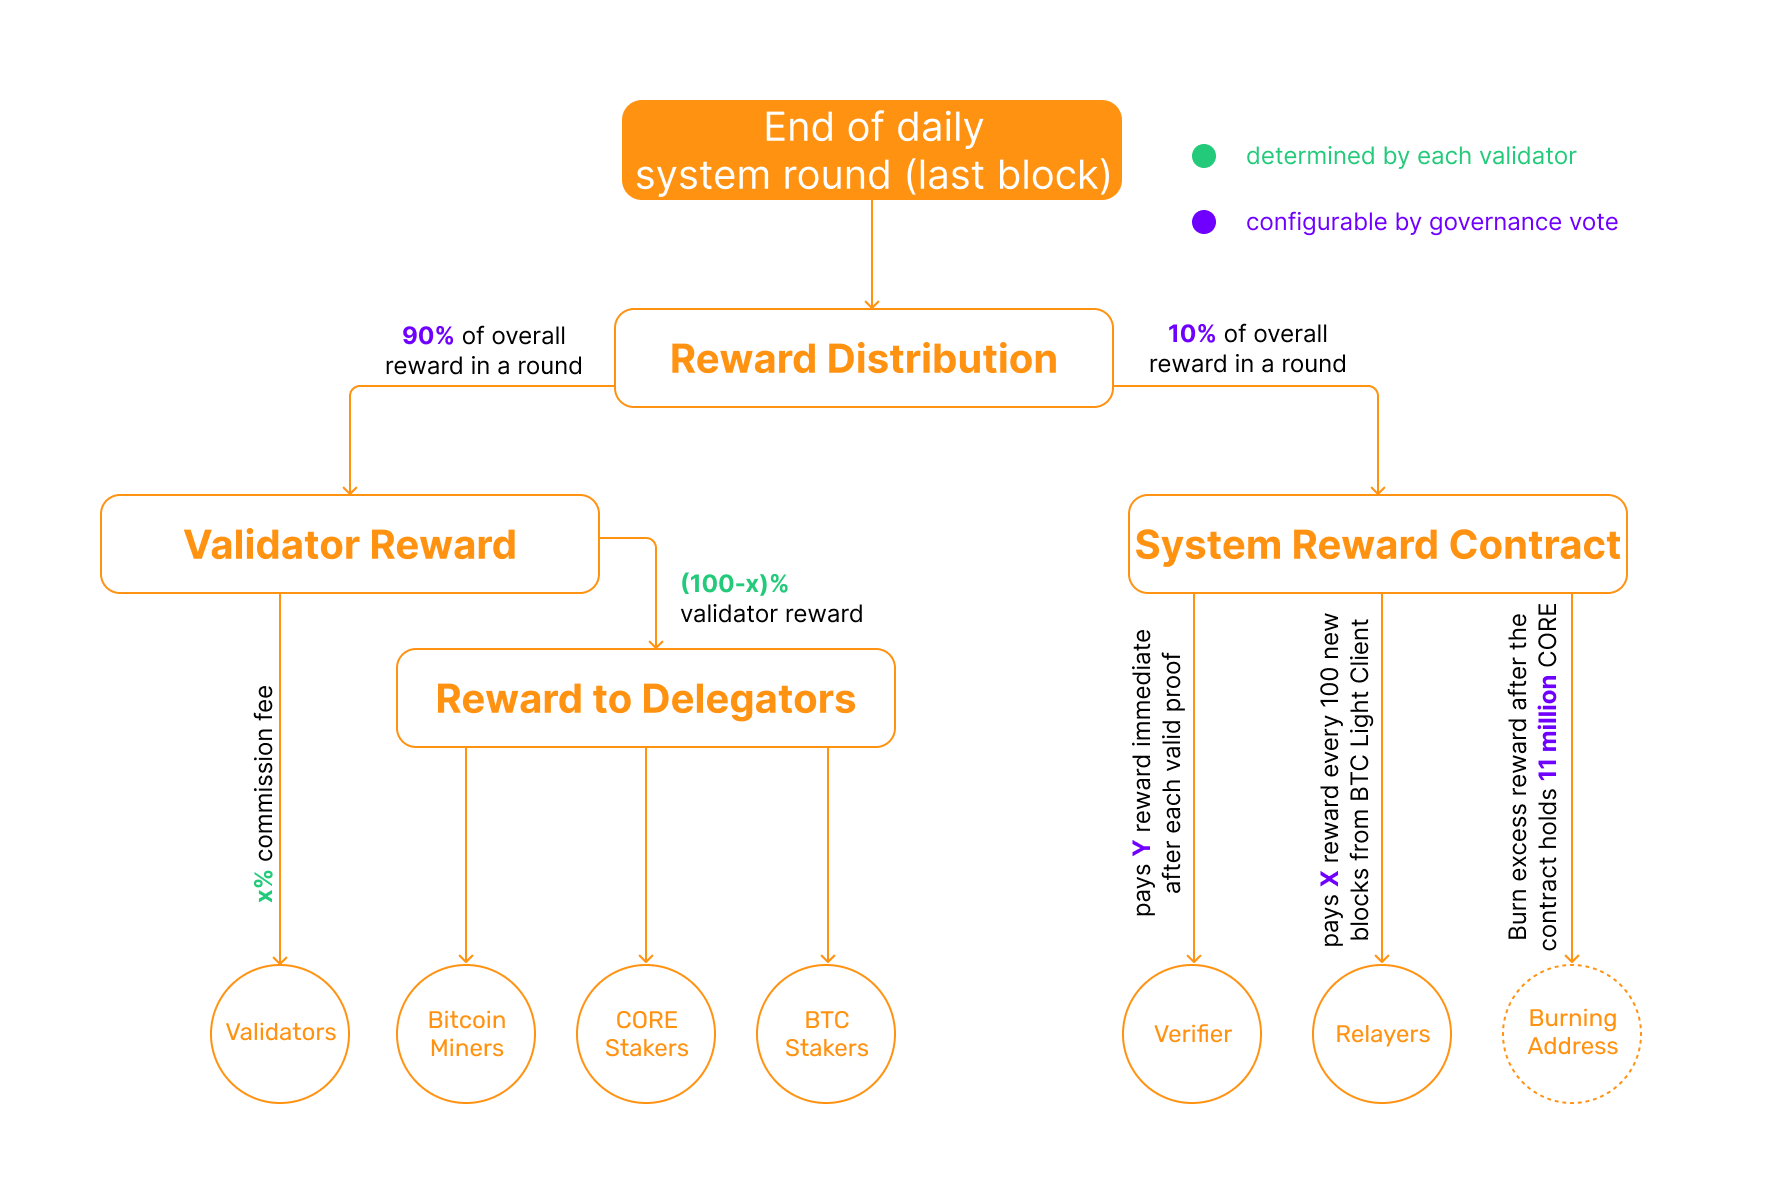 End of daily
system round (last block)
determined by each validator
configurable by governance vote
90% of overall
reward in a round
Reward Distribution
10% of overall
reward in a round
Validator Reward
System Reward Contract
(100-x)%
validator reward
Reward to Delegators
x% commission fee
pays Y reward immediate
after each valid proof
pays X reward every 100 new
blocks from BTC Light Client
Burn excess reward after the
contract holds 11 million CORE
Validators
Bitcoin
Miners
CORE
Stakers
BTC
Stakers
Verifier
Relayers
Burning
Address